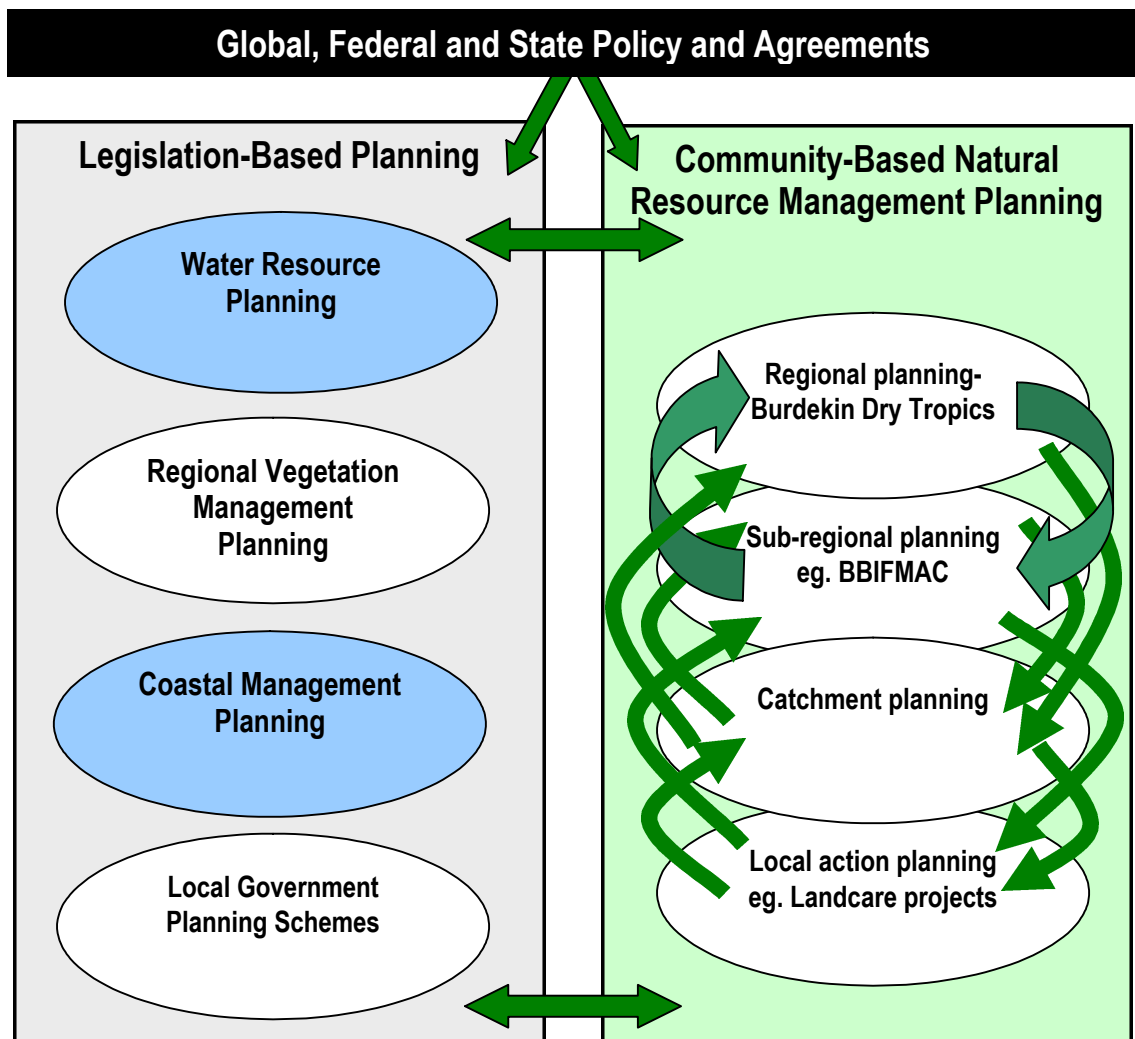 Global, Federal and State Policy and Agreements
Legislation-Based Planning
Water Resource
Planning
Regional Vegetation
Management
Planning
Coastal Management
Planning
Local Government
Planning Schemes
Community-Based Natural
Resource Management Planning
Regional planning-
Burdekin Dry Tropics
Sub-regional planning
eg. BBIFMAC
Catchment planning
Local action planning
eg. Landcare projects